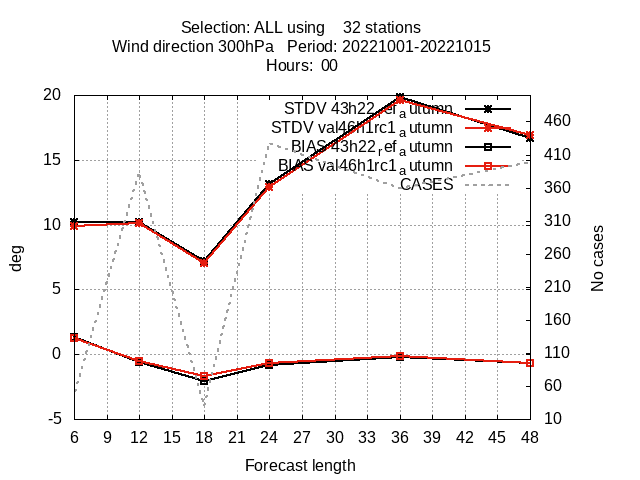 Selection: ALL using    32 stations
Wind direction 300hPa   Period: 20221001-20221015
Hours:  00
STDV 43h22_ref_autumn
STDV val46h1rc1_autumn
BIAS 43h22_ref_autumn
BIAS val46h1rc1_autumn
CASES
20
15
10
5
0
-5
deg
460
410
360
310
260
210
160
110
60
10
No cases
6 9 12 15 18 21 24 27 30 33 36 39 42 45 48
Forecast length